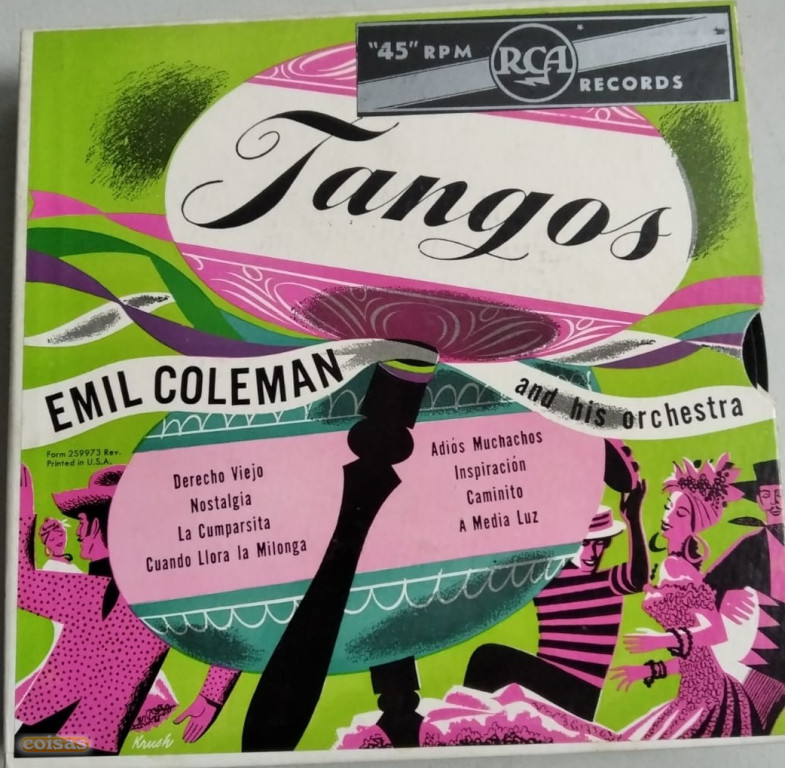 "45" RPM RCA RECORDS
Tangos
EMIL COLEMAN and his orchestra
Form 259973 Rev.
Printed in U.S.A.
Derecho Viejo
Nostalgia
La Cumparsita
Cuando Llora la Milonga
Adiós Muchachos
Inspiración
Caminito
A Media Luz
Krush
coisas